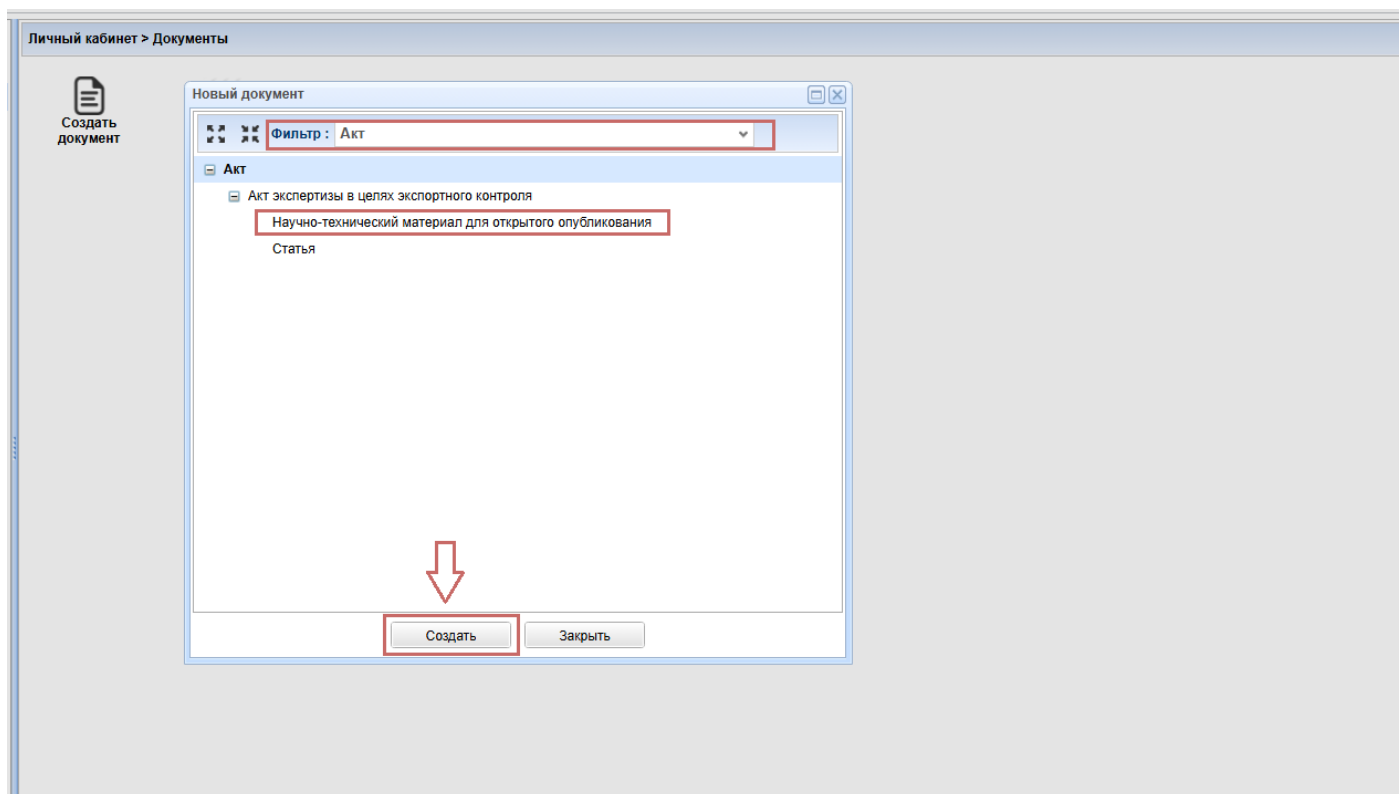 Личный кабинет > Документы
Создать
документ
Новый документ
Фильтр : Акт
Акт
Акт экспертизы в целях экспортного контроля
Научно-технический материал для открытого опубликования
Статья
Создать Закрыть